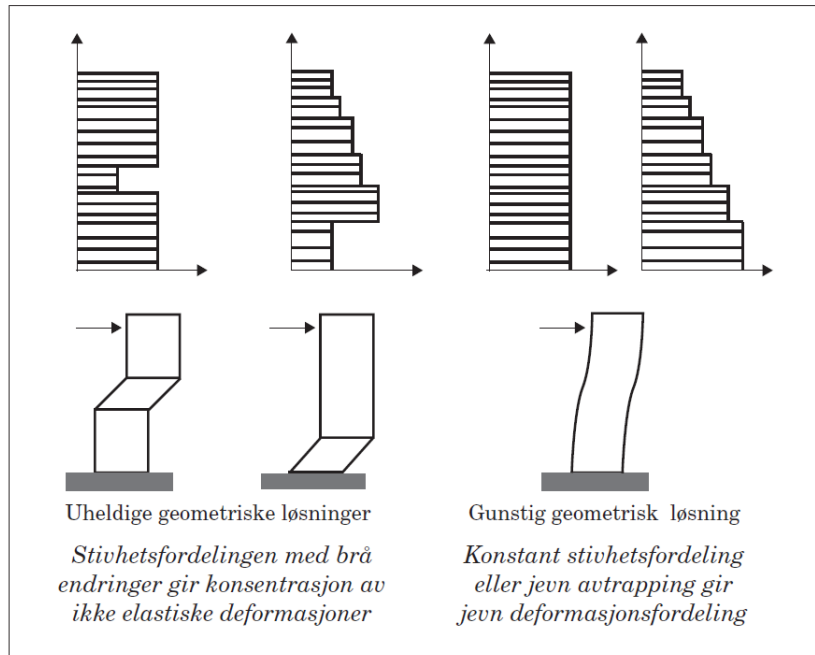 Uheldige geometriske løsninger
Stivhetsfordelingen med brå
endringer gir konsentrasjon av
ikke elastiske deformasjoner
Gunstig geometrisk løsning
Konstant stivhetsfordeling
eller jevn avtrapping gir
jevn deformasjonsfordeling